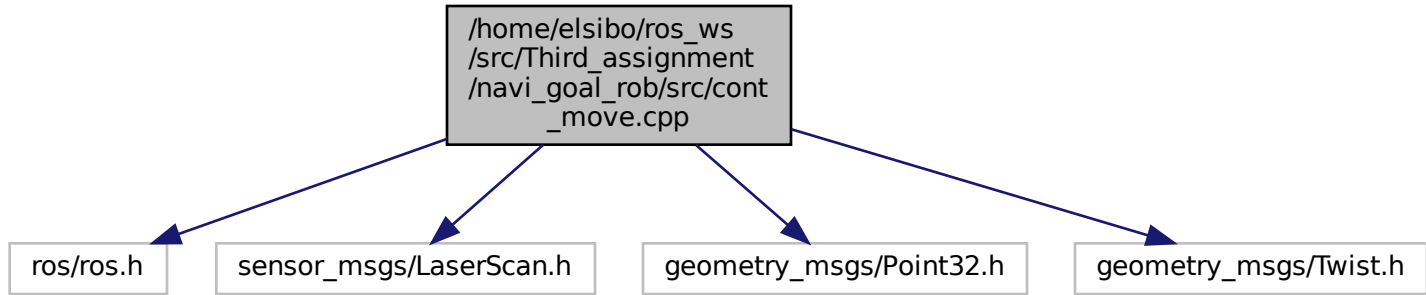 /home/elsibo/ros_ws
/src/Third_assignment
/navi_goal_rob/src/cont
_move.cpp
ros/ros.h
sensor_msgs/LaserScan.h
geometry_msgs/Point32.h
geometry_msgs/Twist.h